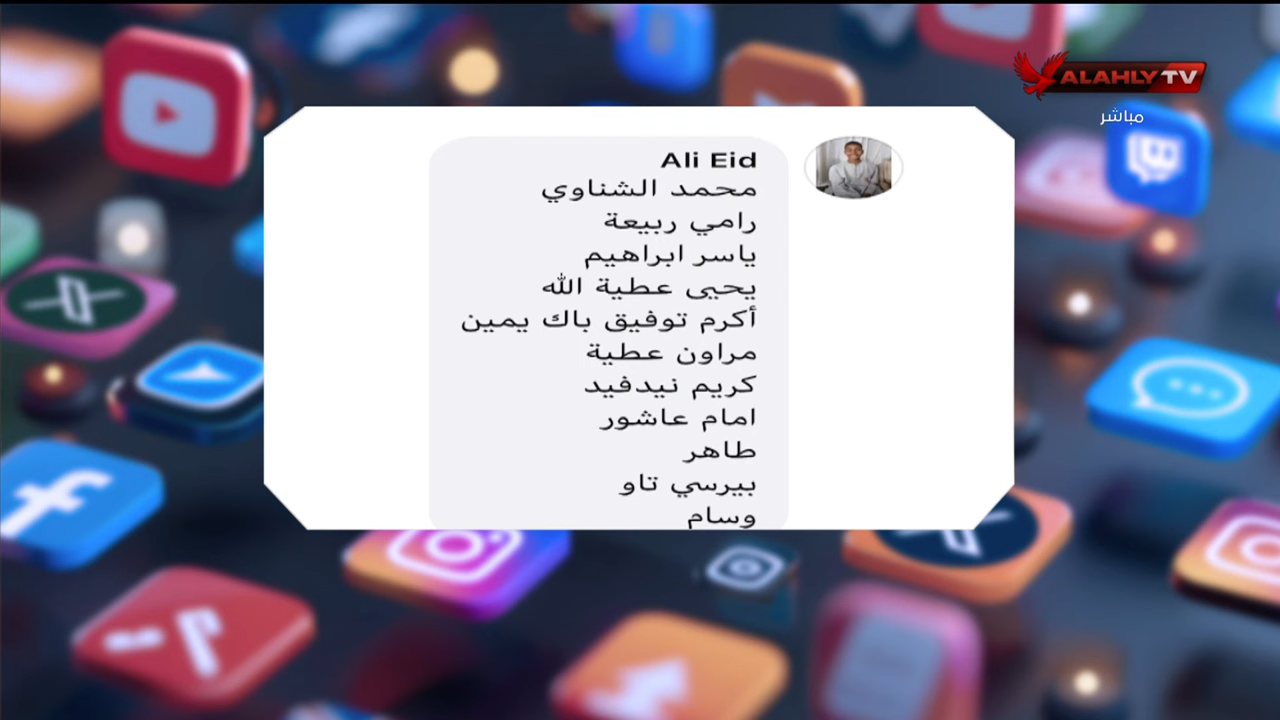 ALAHLY TV
مباشر
Ali Eid
محمد الشناوي
رامي ربيعة
ياسر ابراهيم
يحيى عطية الله
أكرم توفيق باك يمين
مراون عطية
كريم نيدفيد
امام عاشور
طاهر
بيرسي تاو
وسام